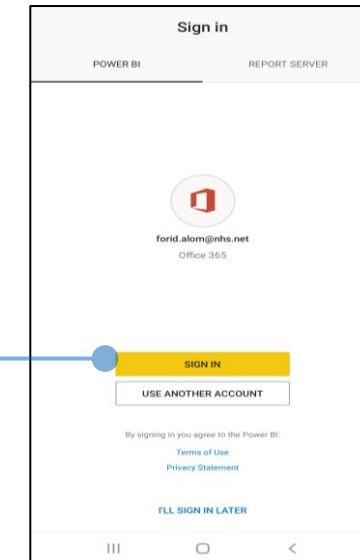 Sign in
POWER BI REPORT SERVER
forid.alom@nhs.net
Office 365
SIGN IN
USE ANOTHER ACCOUNT
By signing in you agree to the Power BI:
Terms of Use
Privacy Statement
I'LL SIGN IN LATER